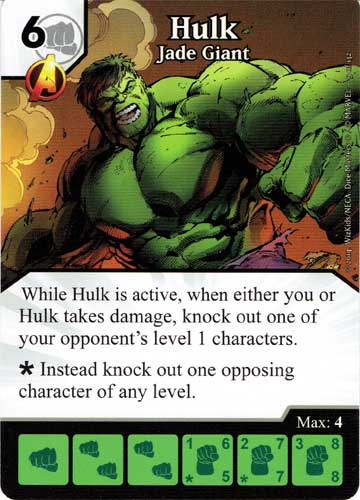 6
Hulk
Jade Giant
While Hulk is active, when either you or
Hulk takes damage, knock out one of
your opponent's level 1 characters.
* Instead knock out one opposing
character of any level.
Max: 4
1 6 2 7 3 8
* 5 * 7 8